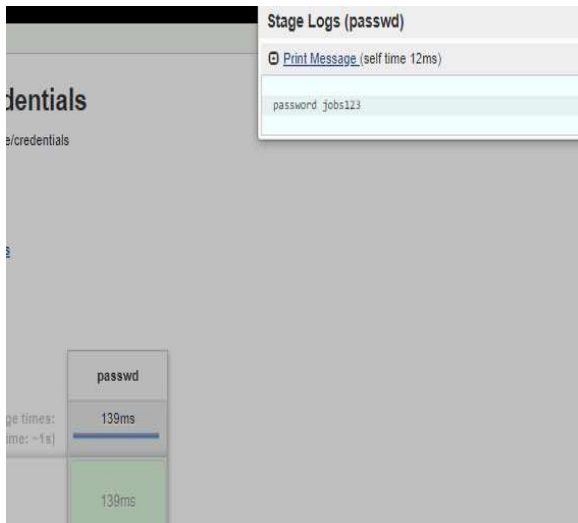 Stage Logs (passwd)
Print Message (self time 12ms)
password jobs123
dentials
e/credentials
s
passwd
ge times:
139ms
ime: ~1s)
139ms